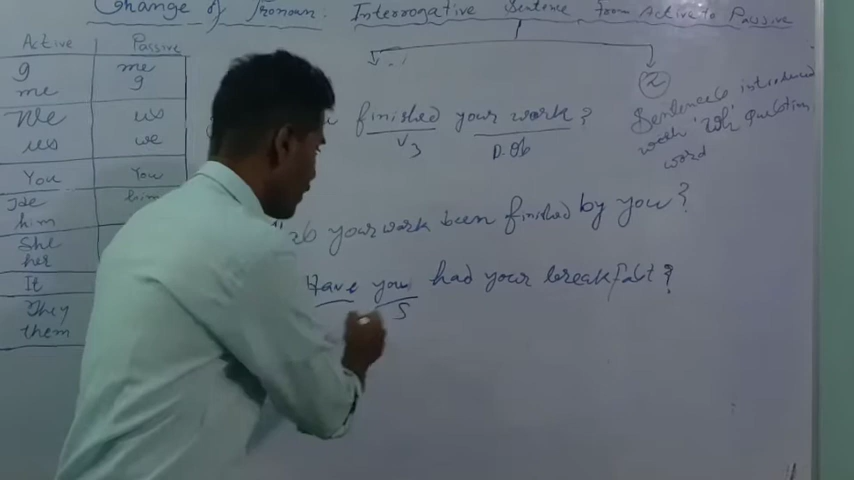 Change of Pronoun: Interrogative Sentence from Active to Passive
Active Passive
I me
me I
We us
us we
You You
He him
him
She
her
It
They
them
2
Sentences introduced
with 'Wh' Question
word
finished your work?
V3 D.Ob
your work been finished by you?
Have you had your breakfast?
S